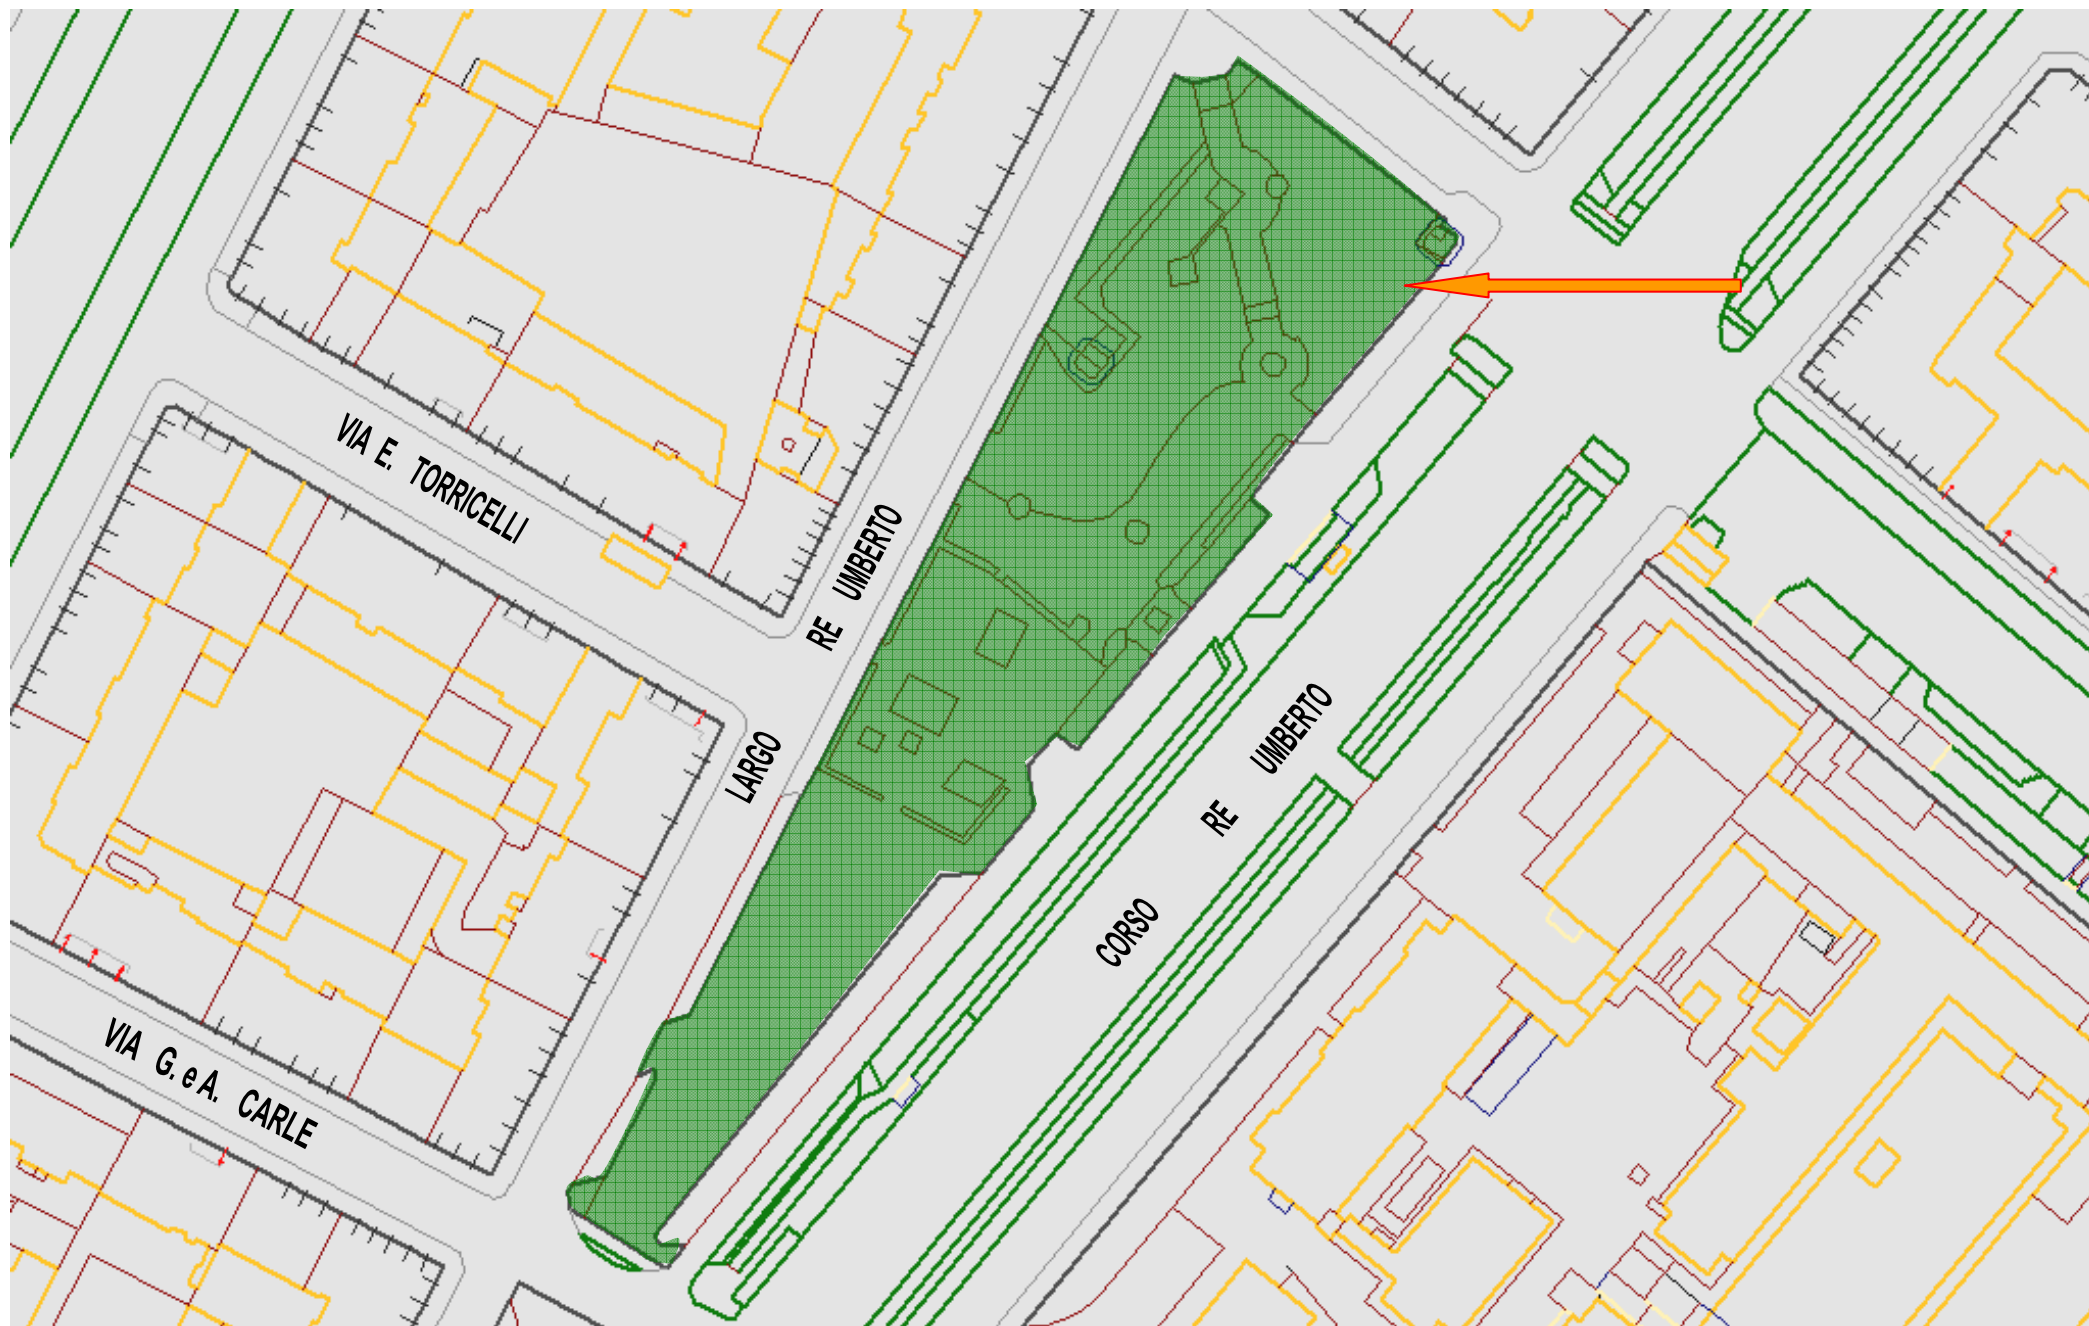 VIA E. TORRICELLI
LARGO RE UMBERTO
CORSO RE UMBERTO
VIA G. e A. CARLE